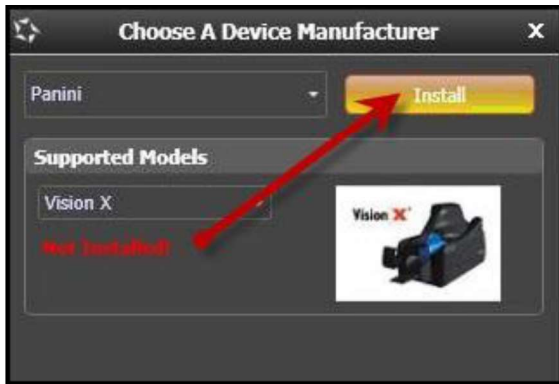 Choose A Device Manufacturer X
Panini
Install
Supported Models
Vision X
Not Installed!
Vision X